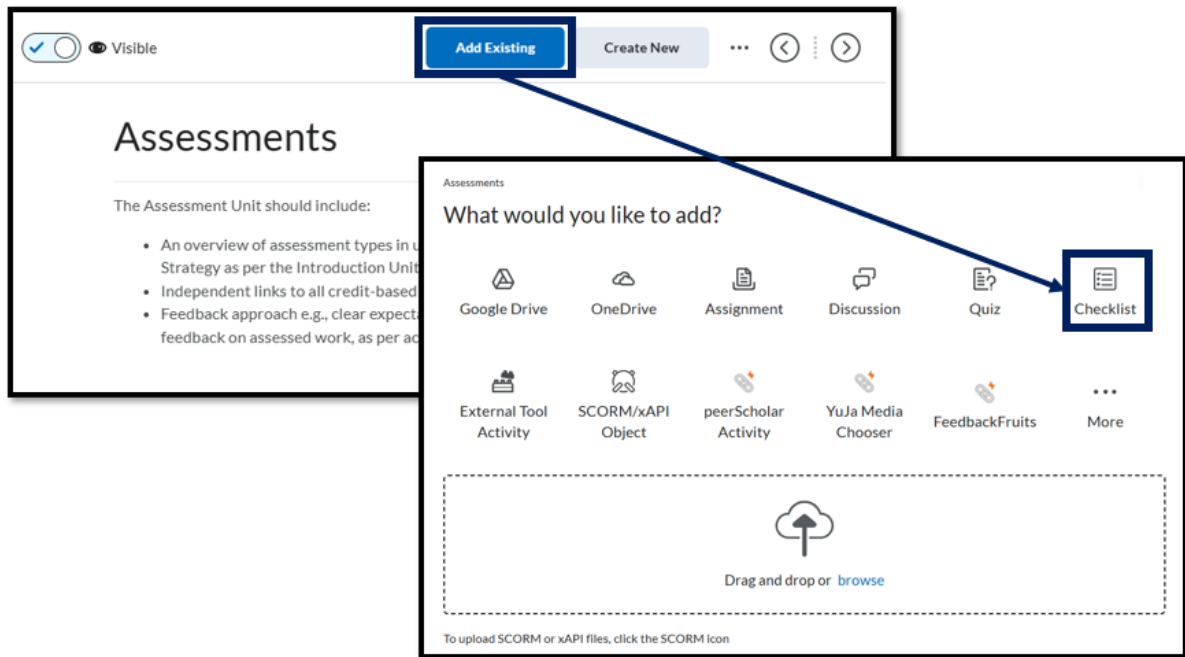 Visible
Add Existing
Create New
Assessments
The Assessment Unit should include:
An overview of assessment types in
Strategy as per the Introduction Unit
Independent links to all credit-based
Feedback approach e.g., clear
feedback on assessed work, as per
Assessments
What would you like to add?
Google Drive
OneDrive
Assignment
Discussion
Quiz
Checklist
External Tool
Activity
SCORM/xAPI
Object
peerScholar
Activity
YuJa Media
Chooser
FeedbackFruits
More
Drag and drop or browse
To upload SCORM or xAPI files, click the SCORM icon